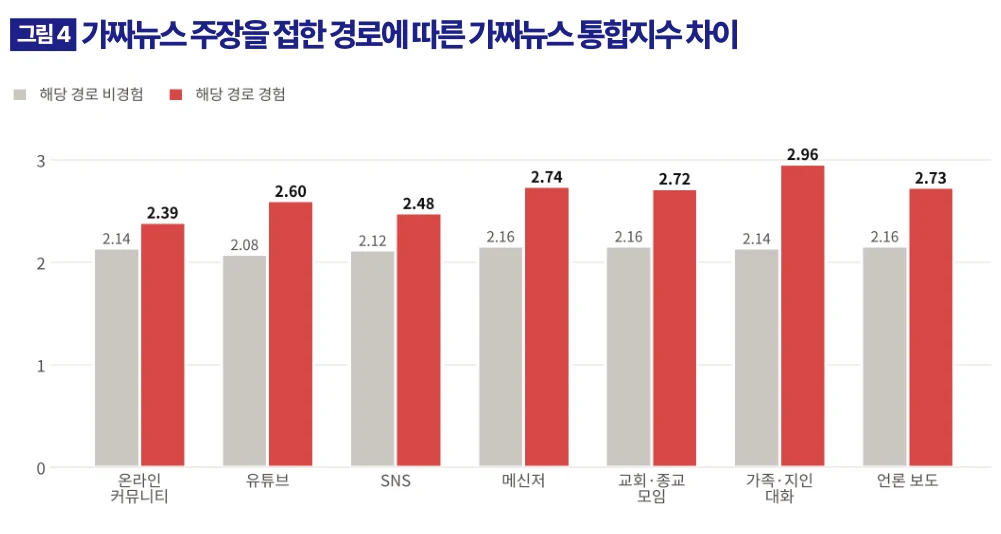 그림 4 가짜뉴스 주장을 접한 경로에 따른 가짜뉴스 통합지수 차이
해당 경로 비경험 해당 경로 경험
3
2
1
0
2.14 2.39
2.08 2.60
2.12 2.48
2.16 2.74
2.16 2.72
2.14 2.96
2.16 2.73
온라인
커뮤니티
유튜브
SNS
메신저
교회·종교
모임
가족·지인
대화
언론 보도